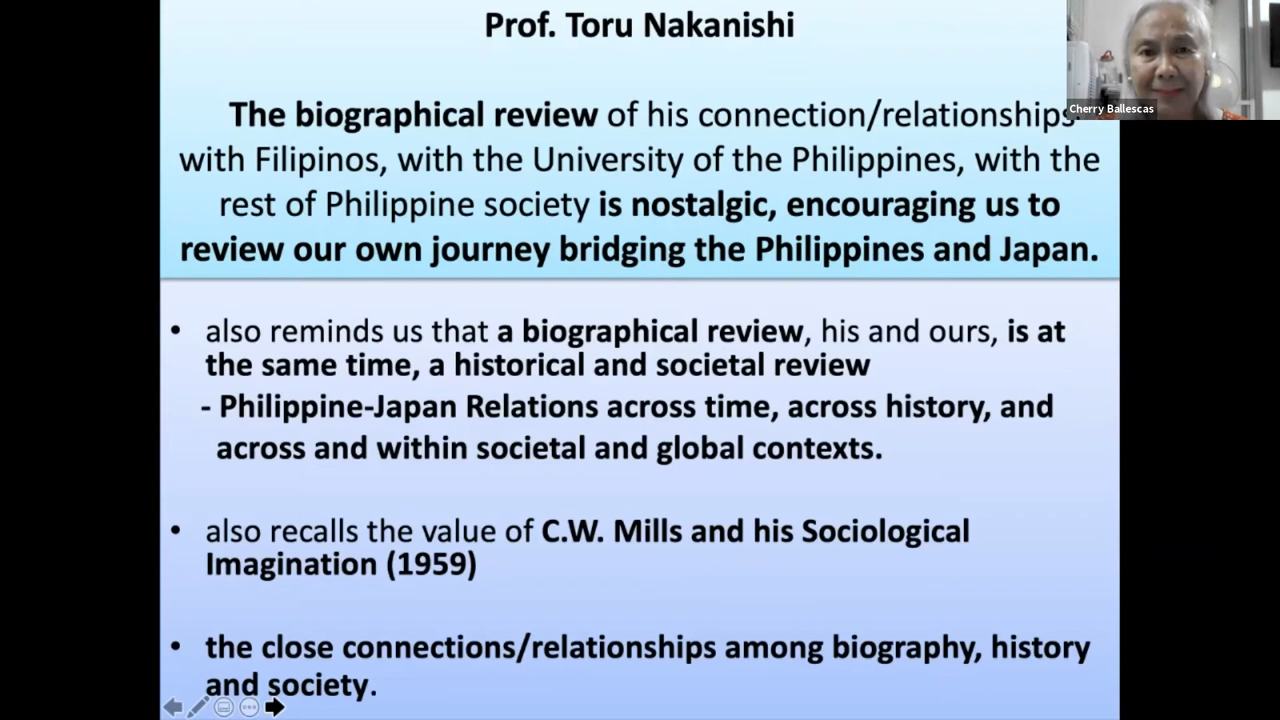 Prof. Toru Nakanishi
Cherry Ballescas
The biographical review of his connection/relationships
with Filipinos, with the University of the Philippines, with the
rest of Philippine society is nostalgic, encouraging us to
review our own journey bridging the Philippines and Japan.
• also reminds us that a biographical review, his and ours, is at
the same time, a historical and societal review
- Philippine-Japan Relations across time, across history, and
across and within societal and global contexts.
• also recalls the value of C.W. Mills and his Sociological
Imagination (1959)
• the close connections/relationships among biography, history
and society.